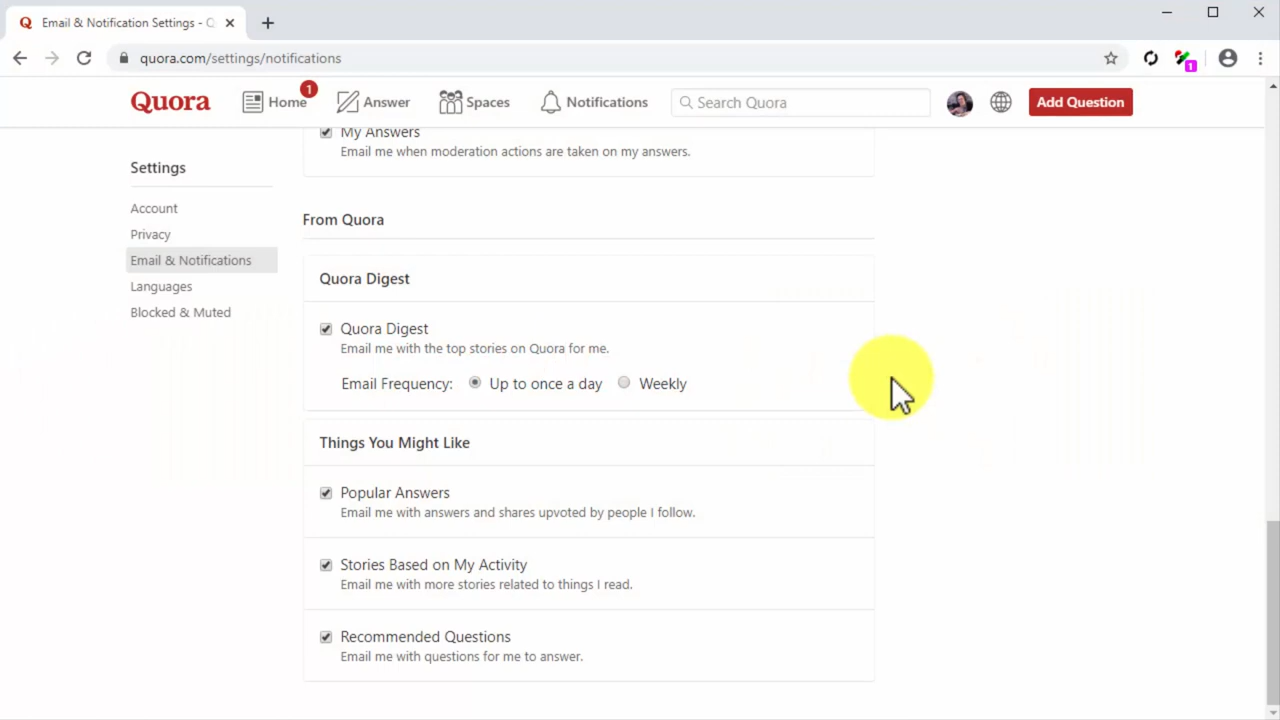 Email & Notification Settings - Q
quora.com/settings/notifications
1
Quora
Home
1
Answer
Spaces
Notifications
Search Quora
Add Question
My Answers
Email me when moderation actions are taken on my answers.
Settings
Account
Privacy
Email & Notifications
Languages
Blocked & Muted
From Quora
Quora Digest
Quora Digest
Email me with the top stories on Quora for me.
Email Frequency: Up to once a day Weekly
Things You Might Like
Popular Answers
Email me with answers and shares upvoted by people I follow.
Stories Based on My Activity
Email me with more stories related to things I read.
Recommended Questions
Email me with questions for me to answer.